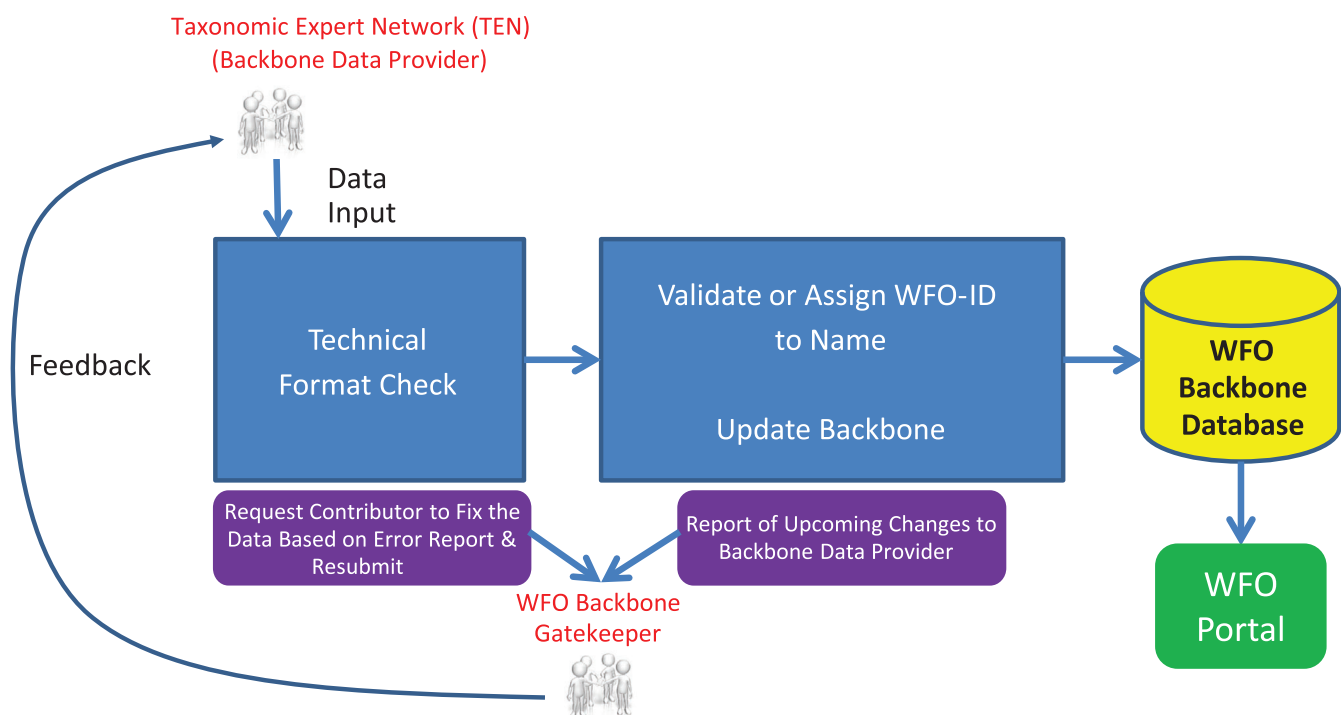 Taxonomic Expert Network (TEN)
(Backbone Data Provider)
Data
Input
Technical
Format Check
Validate or Assign WFO-ID
to Name
Update Backbone
WFO
Backbone
Database
Feedback
Request Contributor to Fix the
Data Based on Error Report &
Resubmit
Report of Upcoming Changes to
Backbone Data Provider
WFO Backbone
Gatekeeper
WFO
Portal